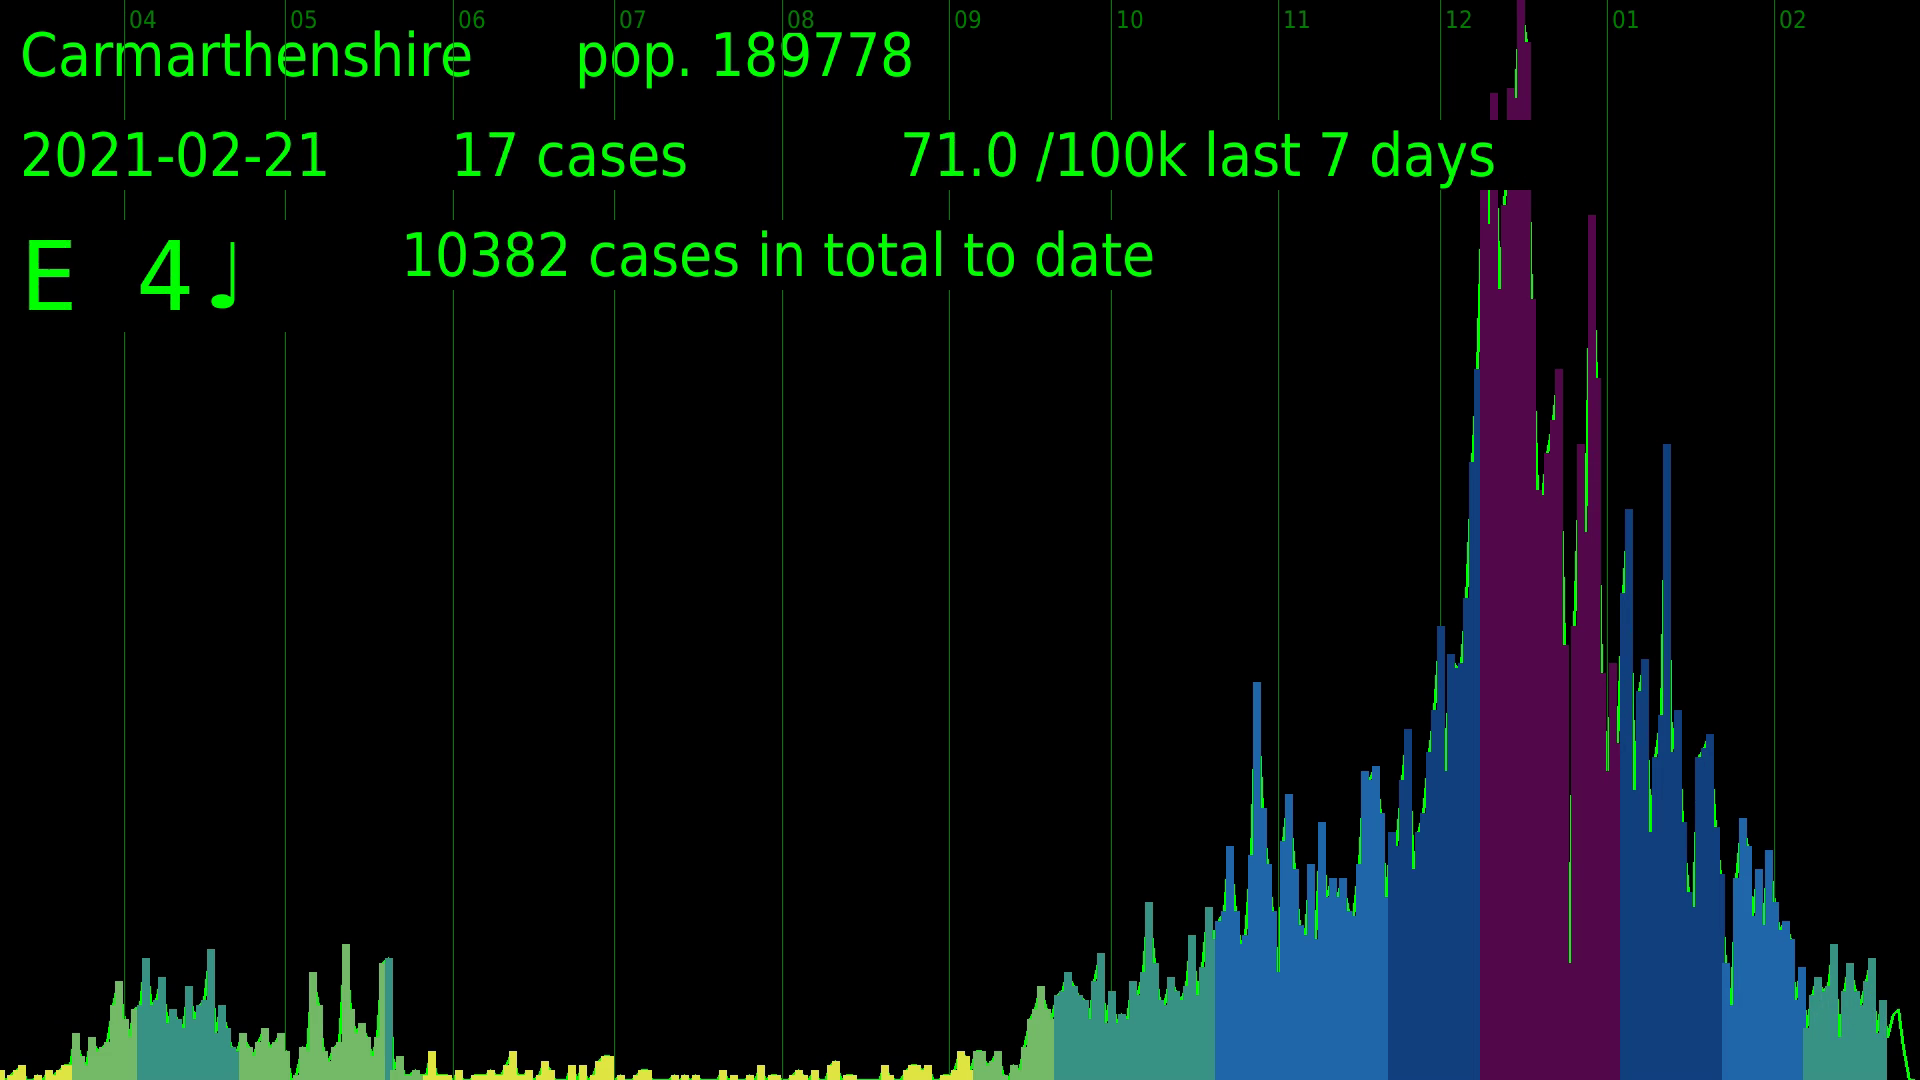 04 05 06 07 08 09 10 11 12 01 02
Carmarthenshire pop. 189778
2021-02-21 17 cases 71.0 /100k last 7 days
E 4♩ 10382 cases in total to date